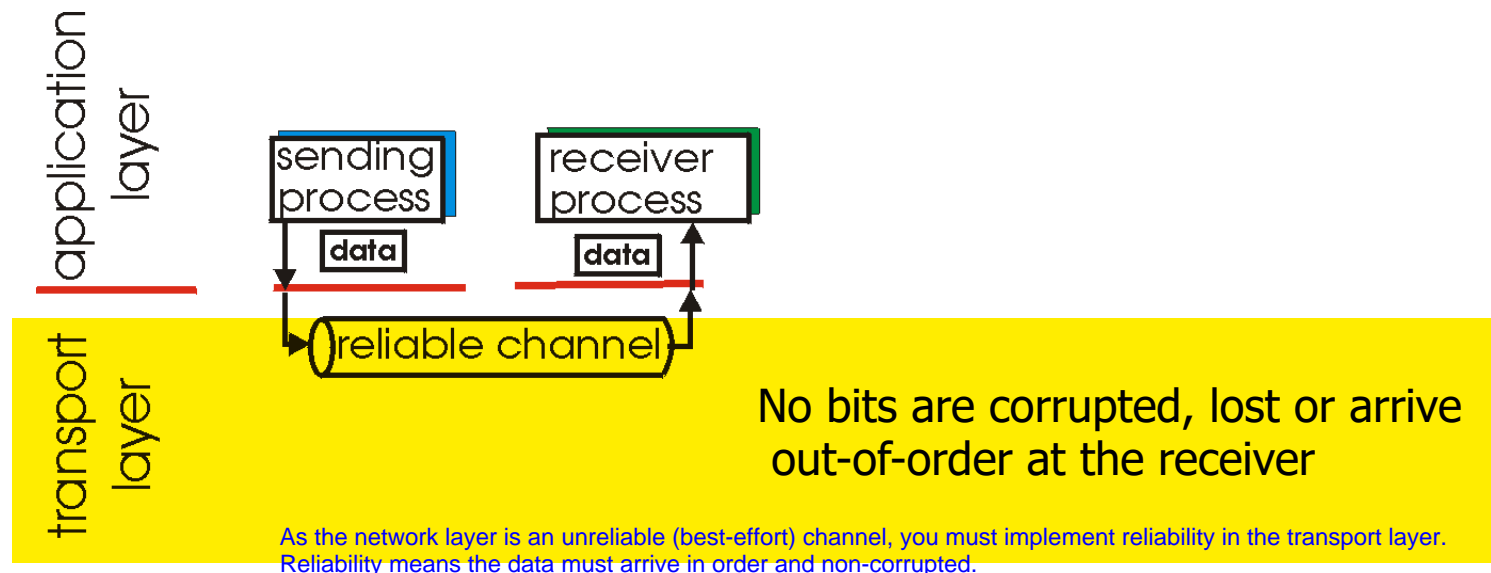 application
layer
sending
process
receiver
process
data
data
transport
layer
reliable channel
No bits are corrupted, lost or arrive
out-of-order at the receiver
As the network layer is an unreliable (best-effort) channel, you must implement reliability in the transport layer.
Reliability means the data must arrive in order and non-corrupted.